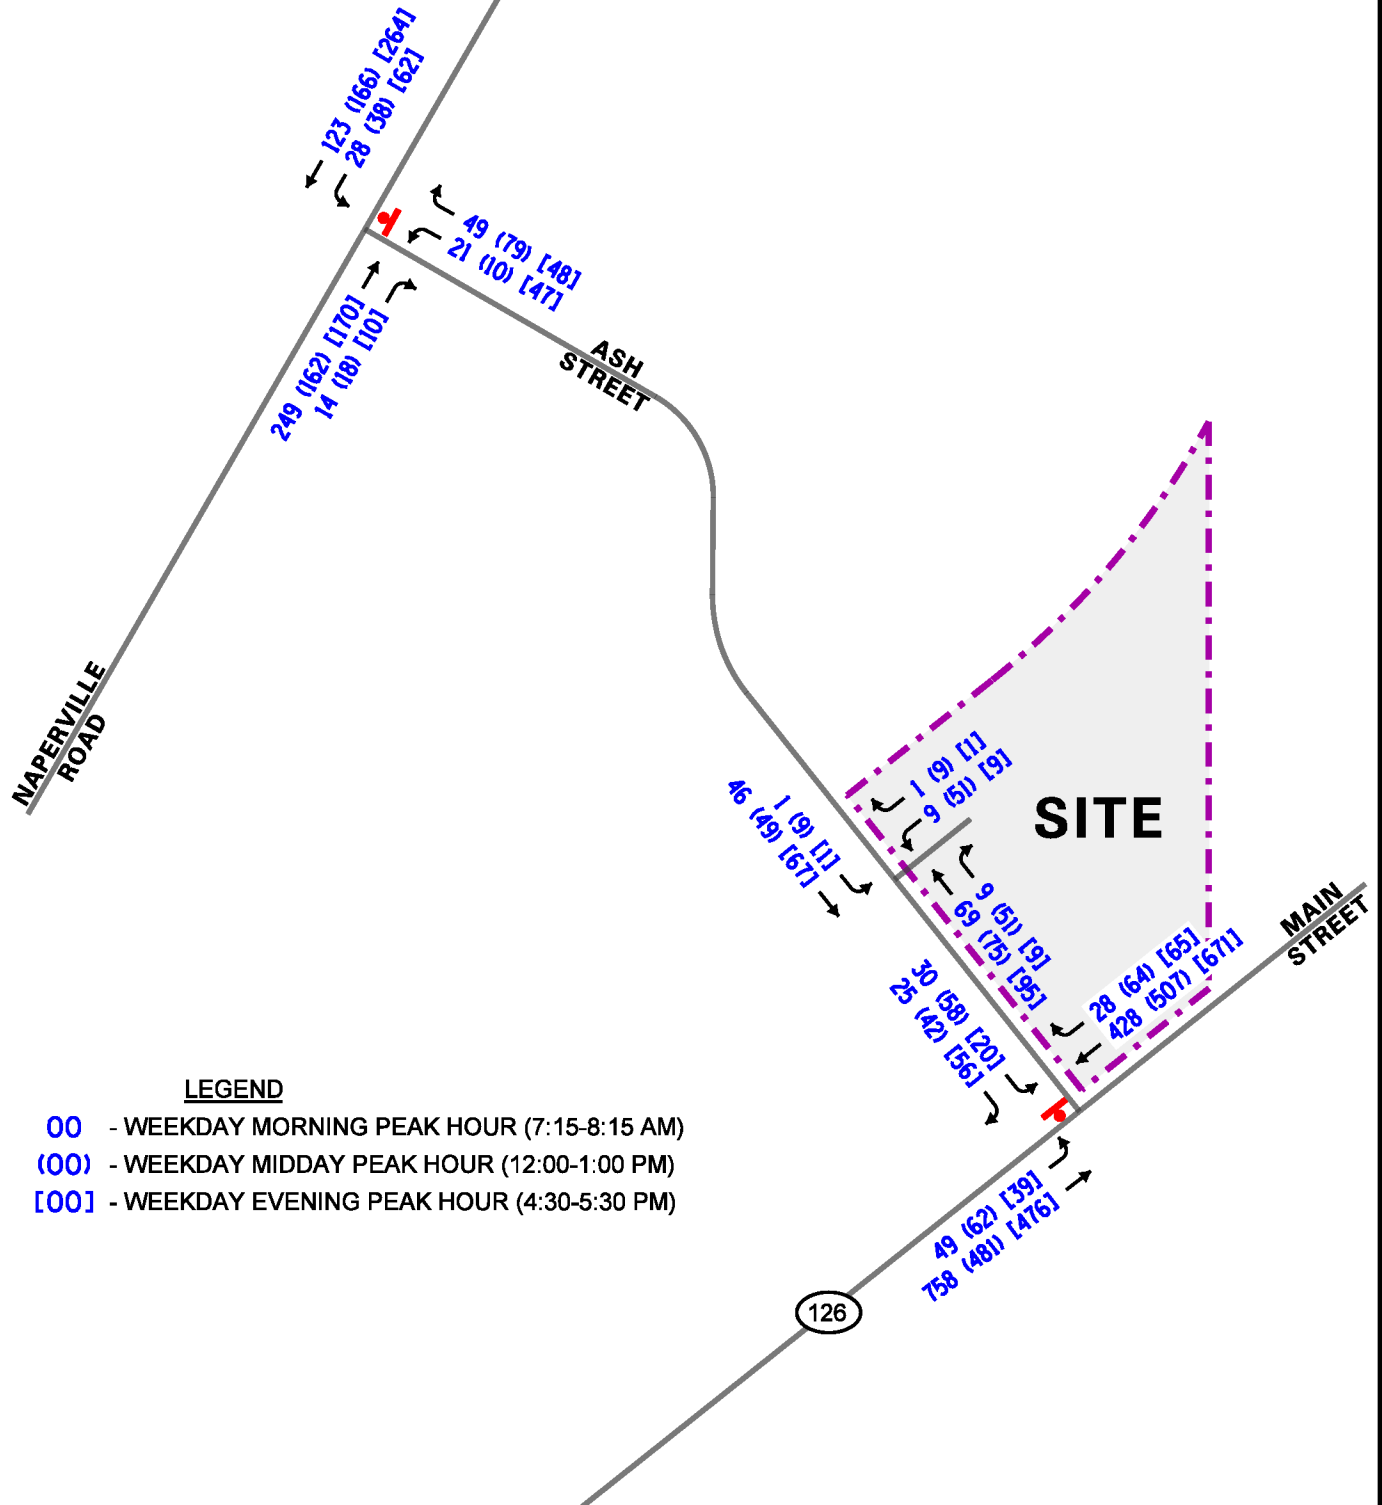 123 (166) [264]
28 (38) [62]
49 (79) [48]
21 (10) [47]
249 (162) [170]
14 (18) [10]
ASH
STREET
NAPERVILLE
ROAD
1 (9) [1]
9 (51) [9]
SITE
1 (9) [1]
46 (49) [67]
9 (51) [9]
69 (75) [95]
MAIN
STREET
28 (64) [65]
428 (507) [671]
30 (58) [20]
25 (42) [56]
LEGEND
00 - WEEKDAY MORNING PEAK HOUR (7:15-8:15 AM)
(00) - WEEKDAY MIDDAY PEAK HOUR (12:00-1:00 PM)
[00] - WEEKDAY EVENING PEAK HOUR (4:30-5:30 PM)
49 (62) [39]
758 (481) [476]
126